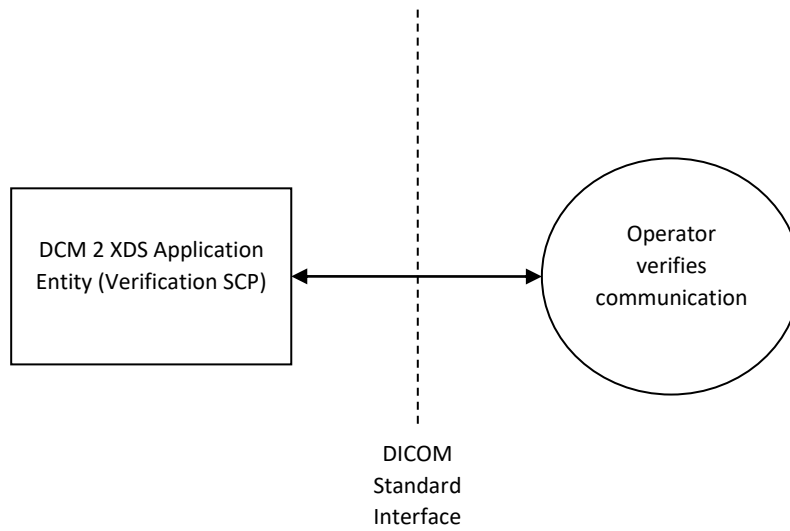 DCM 2 XDS Application
Entity (Verification SCP)
Operator
verifies
communication
DICOM
Standard
Interface